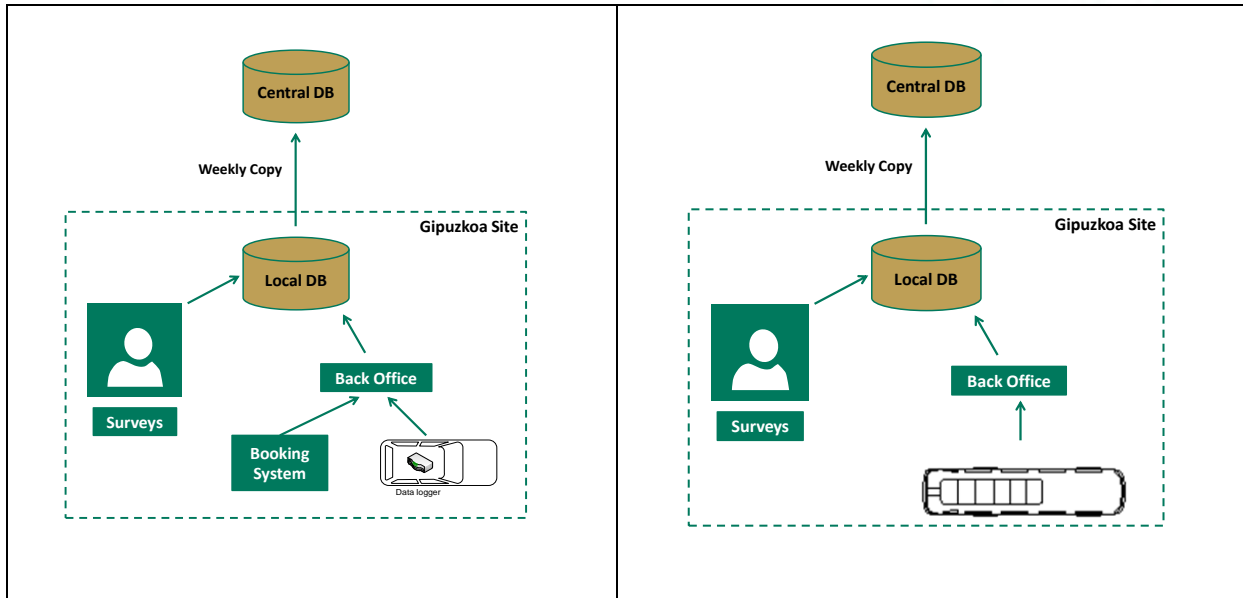 Central DB
Weekly Copy
Gipuzkoa Site
Local DB
Back Office
Surveys
Booking
System
Data logger
Central DB
Weekly Copy
Gipuzkoa Site
Local DB
Back Office
Surveys